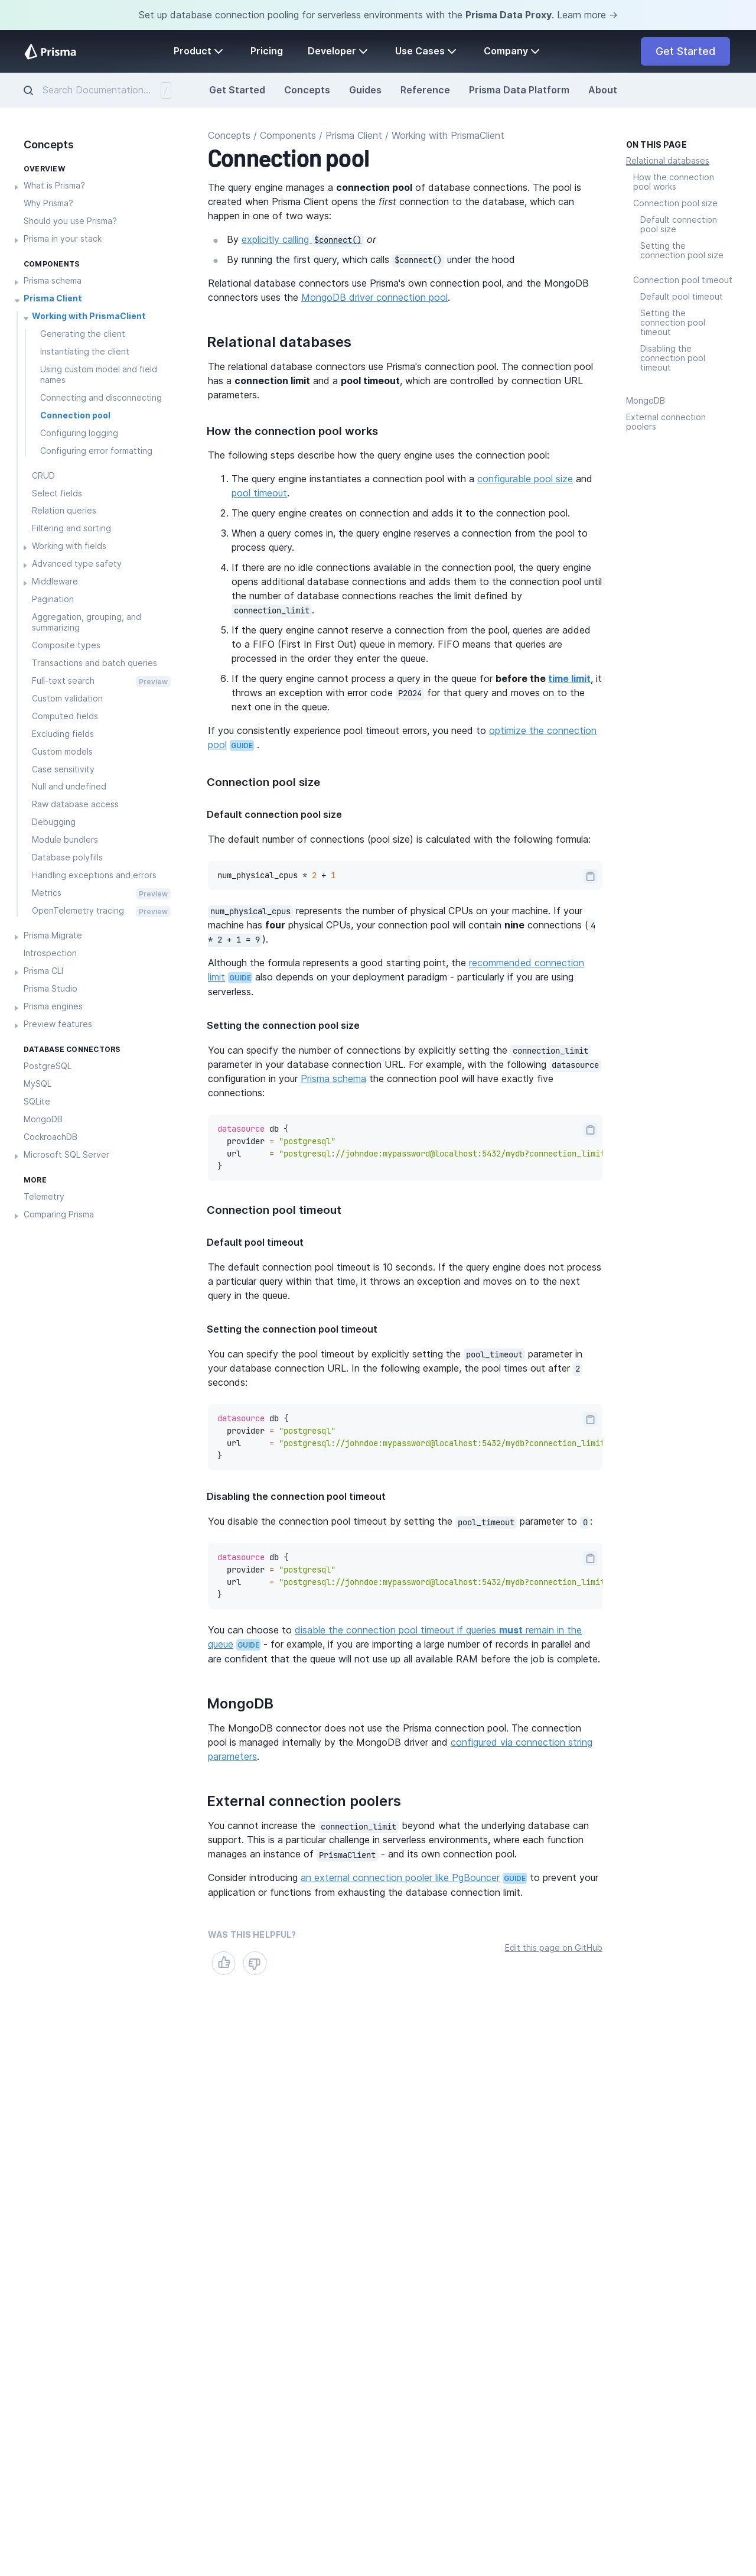 Set up database connection pooling for serverless environments with the Prisma Data Proxy. Learn more →
Prisma
Product
Pricing
Developer
Use Cases
Company
Get Started
Search Documentation...
/
Get Started
Concepts
Guides
Reference
Prisma Data Platform
About
Concepts
OVERVIEW
What is Prisma?
Why Prisma?
Should you use Prisma?
Prisma in your stack
COMPONENTS
Prisma schema
Prisma Client
Working with PrismaClient
Generating the client
Instantiating the client
Using custom model and field
names
Connecting and disconnecting
Connection pool
Configuring logging
Configuring error formatting
CRUD
Select fields
Relation queries
Filtering and sorting
Working with fields
Advanced type safety
Middleware
Pagination
Aggregation, grouping, and
summarizing
Composite types
Transactions and batch queries
Full-text search Preview
Custom validation
Computed fields
Excluding fields
Custom models
Case sensitivity
Null and undefined
Raw database access
Debugging
Module bundlers
Database polyfills
Handling exceptions and errors
Metrics Preview
OpenTelemetry tracing Preview
Prisma Migrate
Introspection
Prisma CLI
Prisma Studio
Prisma engines
Preview features
DATABASE CONNECTORS
PostgreSQL
MySQL
SQLite
MongoDB
CockroachDB
Microsoft SQL Server
MORE
Telemetry
Comparing Prisma
Concepts / Components / Prisma Client / Working with PrismaClient
Connection pool
The query engine manages a connection pool of database connections. The pool is
created when Prisma Client opens the first connection to the database, which can
happen in one of two ways:
By explicitly calling $connect() or
By running the first query, which calls $connect() under the hood
Relational database connectors use Prisma's own connection pool, and the MongoDB
connectors uses the MongoDB driver connection pool.
Relational databases
The relational database connectors use Prisma's connection pool. The connection pool
has a connection limit and a pool timeout, which are controlled by connection URL
parameters.
How the connection pool works
The following steps describe how the query engine uses the connection pool:
1. The query engine instantiates a connection pool with a configurable pool size and
pool timeout.
2. The query engine creates on connection and adds it to the connection pool.
3. When a query comes in, the query engine reserves a connection from the pool to
process query.
4. If there are no idle connections available in the connection pool, the query engine
opens additional database connections and adds them to the connection pool until
the number of database connections reaches the limit defined by
connection_limit .
5. If the query engine cannot reserve a connection from the pool, queries are added
to a FIFO (First In First Out) queue in memory. FIFO means that queries are
processed in the order they enter the queue.
6. If the query engine cannot process a query in the queue for before the time limit, it
throws an exception with error code P2024 for that query and moves on to the
next one in the queue.
If you consistently experience pool timeout errors, you need to optimize the connection
pool GUIDE .
Connection pool size
Default connection pool size
The default number of connections (pool size) is calculated with the following formula:
num_physical_cpus * 2 + 1
num_physical_cpus represents the number of physical CPUs on your machine. If your
machine has four physical CPUs, your connection pool will contain nine connections ( 4
* 2 + 1 = 9 ).
Although the formula represents a good starting point, the recommended connection
limit GUIDE also depends on your deployment paradigm - particularly if you are using
serverless.
Setting the connection pool size
You can specify the number of connections by explicitly setting the connection_limit
parameter in your database connection URL. For example, with the following datasource
configuration in your Prisma schema the connection pool will have exactly five
connections:
datasource db {
provider = "postgresql"
url = "postgresql://johndoe:mypassword@localhost:5432/mydb?connection_limit
}
Connection pool timeout
Default pool timeout
The default connection pool timeout is 10 seconds. If the query engine does not process
a particular query within that time, it throws an exception and moves on to the next
query in the queue.
Setting the connection pool timeout
You can specify the pool timeout by explicitly setting the pool_timeout parameter in
your database connection URL. In the following example, the pool times out after 2
seconds:
datasource db {
provider = "postgresql"
url = "postgresql://johndoe:mypassword@localhost:5432/mydb?connection_limit
}
Disabling the connection pool timeout
You disable the connection pool timeout by setting the pool_timeout parameter to 0 :
datasource db {
provider = "postgresql"
url = "postgresql://johndoe:mypassword@localhost:5432/mydb?connection_limit
}
You can choose to disable the connection pool timeout if queries must remain in the
queue GUIDE - for example, if you are importing a large number of records in parallel and
are confident that the queue will not use up all available RAM before the job is complete.
MongoDB
The MongoDB connector does not use the Prisma connection pool. The connection
pool is managed internally by the MongoDB driver and configured via connection string
parameters.
External connection poolers
You cannot increase the connection_limit beyond what the underlying database can
support. This is a particular challenge in serverless environments, where each function
manages an instance of PrismaClient - and its own connection pool.
Consider introducing an external connection pooler like PgBouncer GUIDE to prevent your
application or functions from exhausting the database connection limit.
WAS THIS HELPFUL?
Edit this page on GitHub
ON THIS PAGE
Relational databases
How the connection
pool works
Connection pool size
Default connection
pool size
Setting the
connection pool size
Connection pool timeout
Default pool timeout
Setting the
connection pool
timeout
Disabling the
connection pool
timeout
MongoDB
External connection
poolers